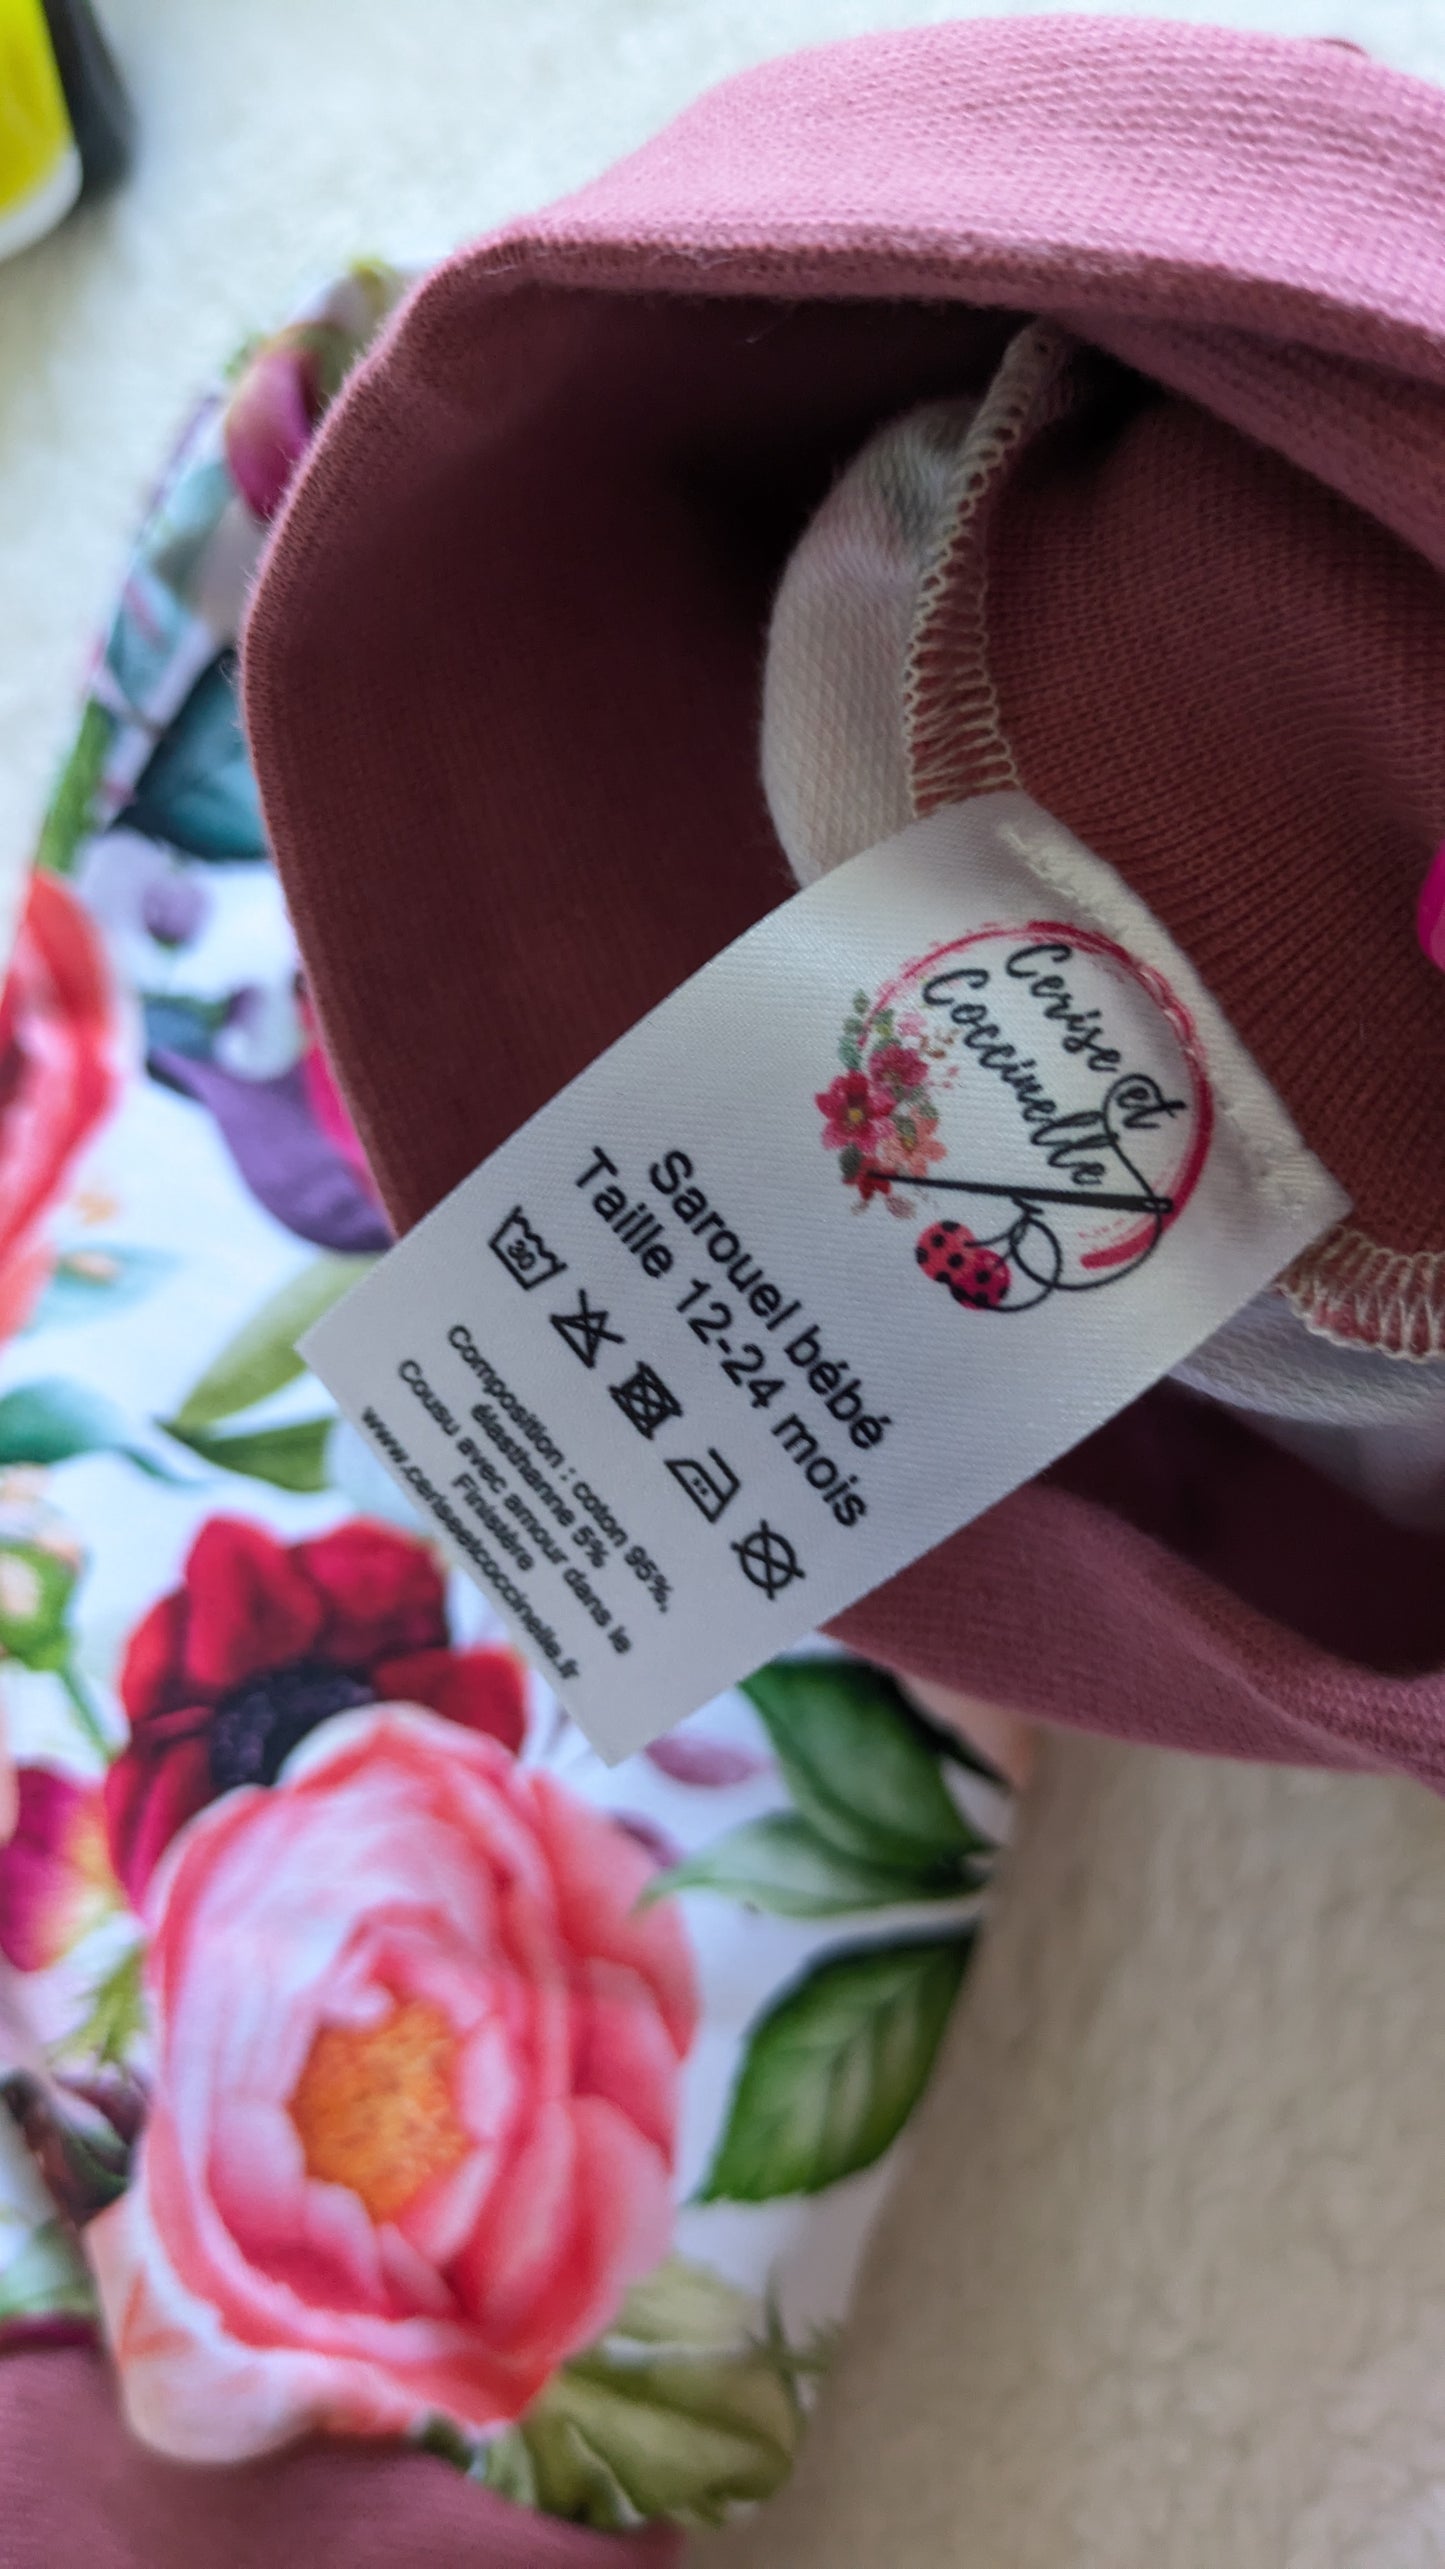 Cerise et
Coccinelle
Sarouel bébé
Taille 12-24 mois
30
Composition : coton 95%,
élasthanne 5%
Cousu avec amour dans le
Finistère
www.ceriseetcoccinelle.fr